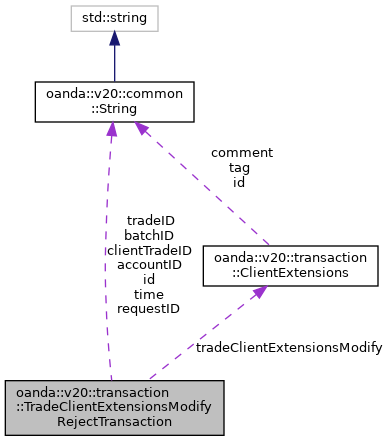 std::string
oanda::v20::common
::String
comment
tag
id
tradeID
batchID
clientTradeID
accountID
id
time
requestID
oanda::v20::transaction
::ClientExtensions
tradeClientExtensionsModify
oanda::v20::transaction
::TradeClientExtensionsModify
RejectTransaction